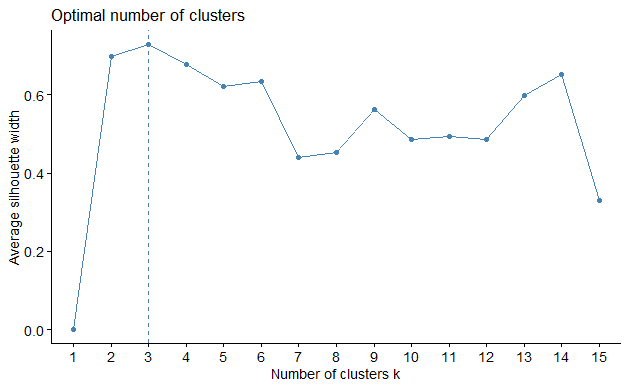 Optimal number of clusters
Average silhouette width
0.6
0.4
0.2
0.0
1 2 3 4 5 6 7 8 9 10 11 12 13 14 15
Number of clusters k